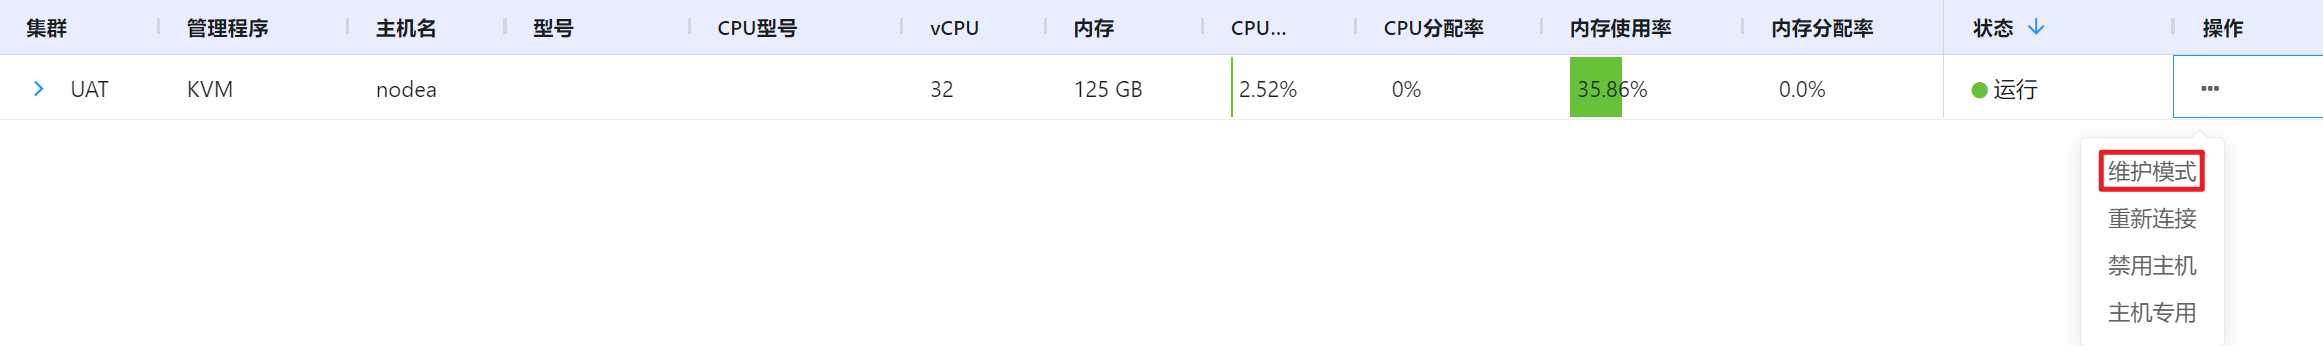 集群 管理程序 主机名 型号 CPU型号 vCPU 内存 CPU... CPU分配率 内存使用率 内存分配率 状态 操作
UAT KVM nodea 32 125 GB 2.52% 0% 35.86% 0.0% 运行 ···
维护模式
重新连接
禁用主机
主机专用